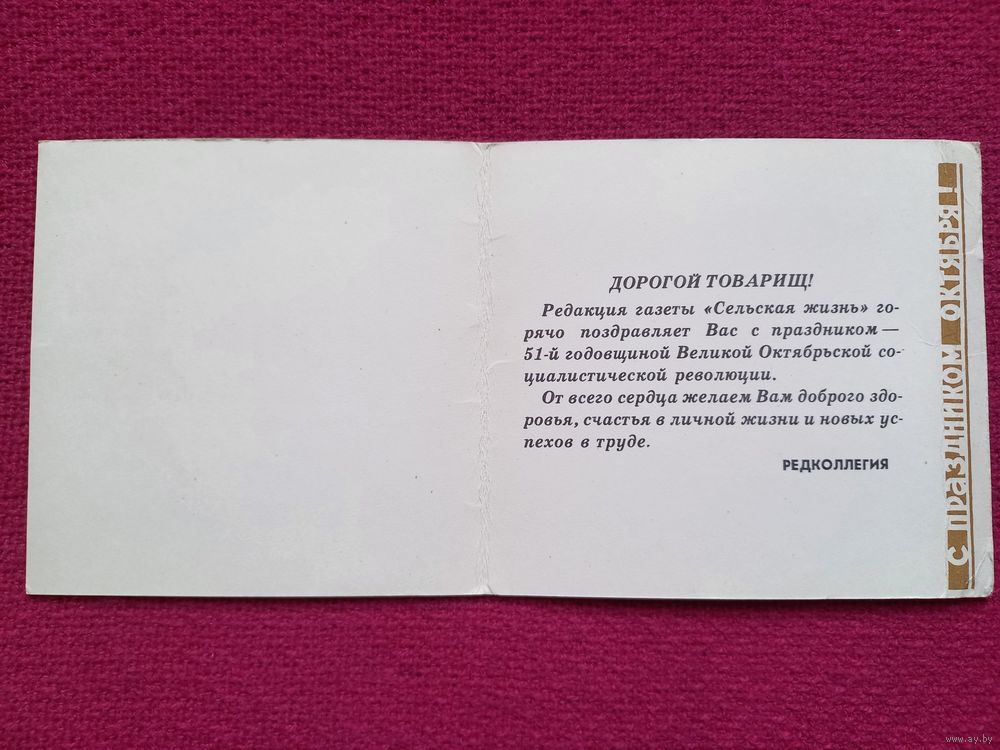 ДОРОГОЙ ТОВАРИЩ!
Редакция газеты «Сельская жизнь» го-
рячо поздравляет Вас с праздником —
51-й годовщиной Великой Октябрьской со-
циалистической революции.
От всего сердца желаем Вам доброго здо-
ровья, счастья в личной жизни и новых ус-
пехов в труде.
РЕДКОЛЛЕГИЯ
С ПРАЗДНИКОМ ОКТЯБРЯ!
www.ay.by